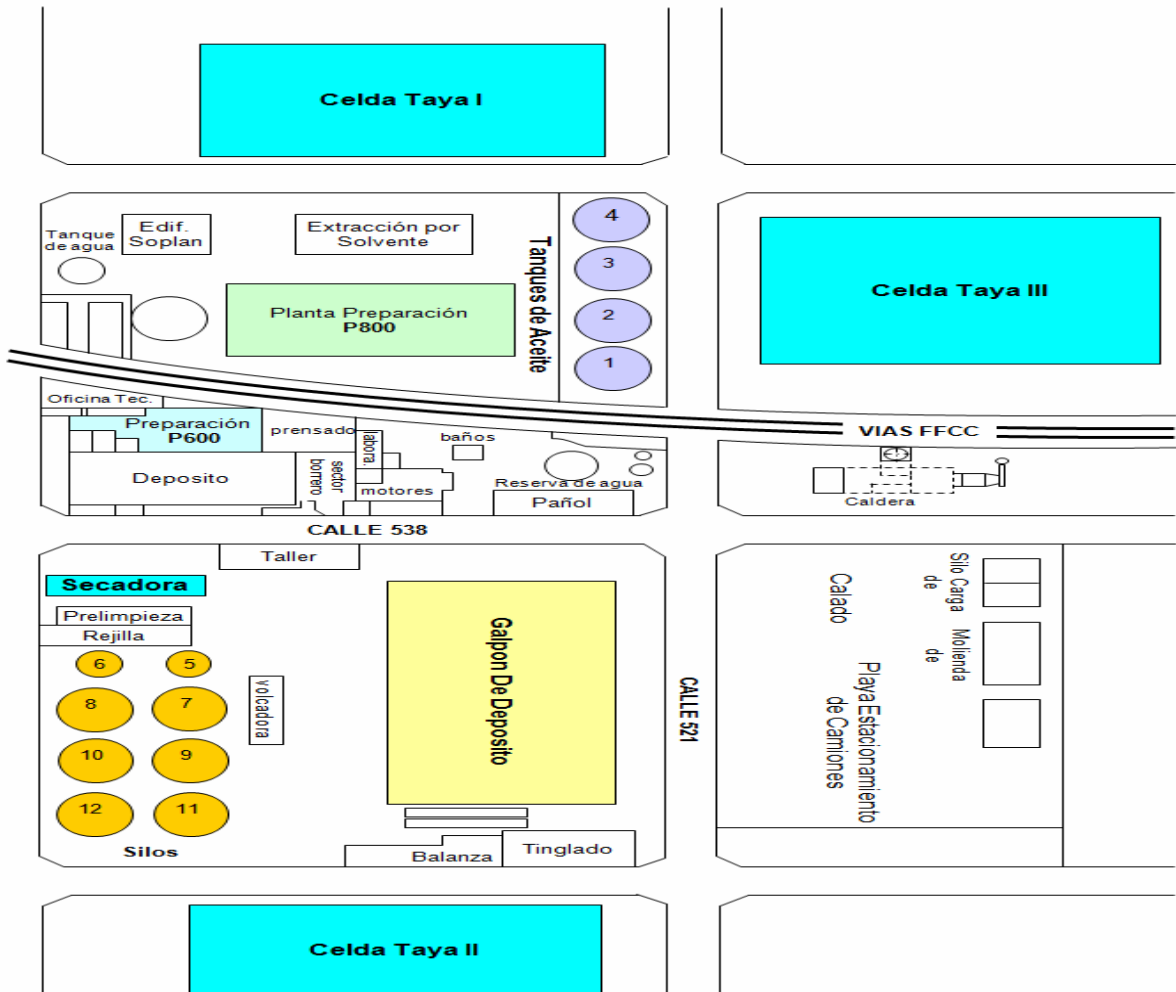 Celda Taya I
Tanque
de agua
Edif.
Soplan
Extracción por
Solvente
Tanques de Aceite
4
3
2
1
Celda Taya III
Planta Preparación
P800
Oficina Tec.
Preparación
P600
prensado
labora.
baños
VIAS FFCC
Deposito
sector
borrero
motores
Reserva de agua
Pañol
Caldera
CALLE 538
Taller
Secadora
Prelimpieza
Rejilla
6
5
8
7
10
9
12
11
Silos
volcadora
Galpon De Deposito
Balanza
Tinglado
CALLE 521
Calado
Playa Estacionamiento
de Camiones
Silo Carga
de
Molienda
de
Celda Taya II